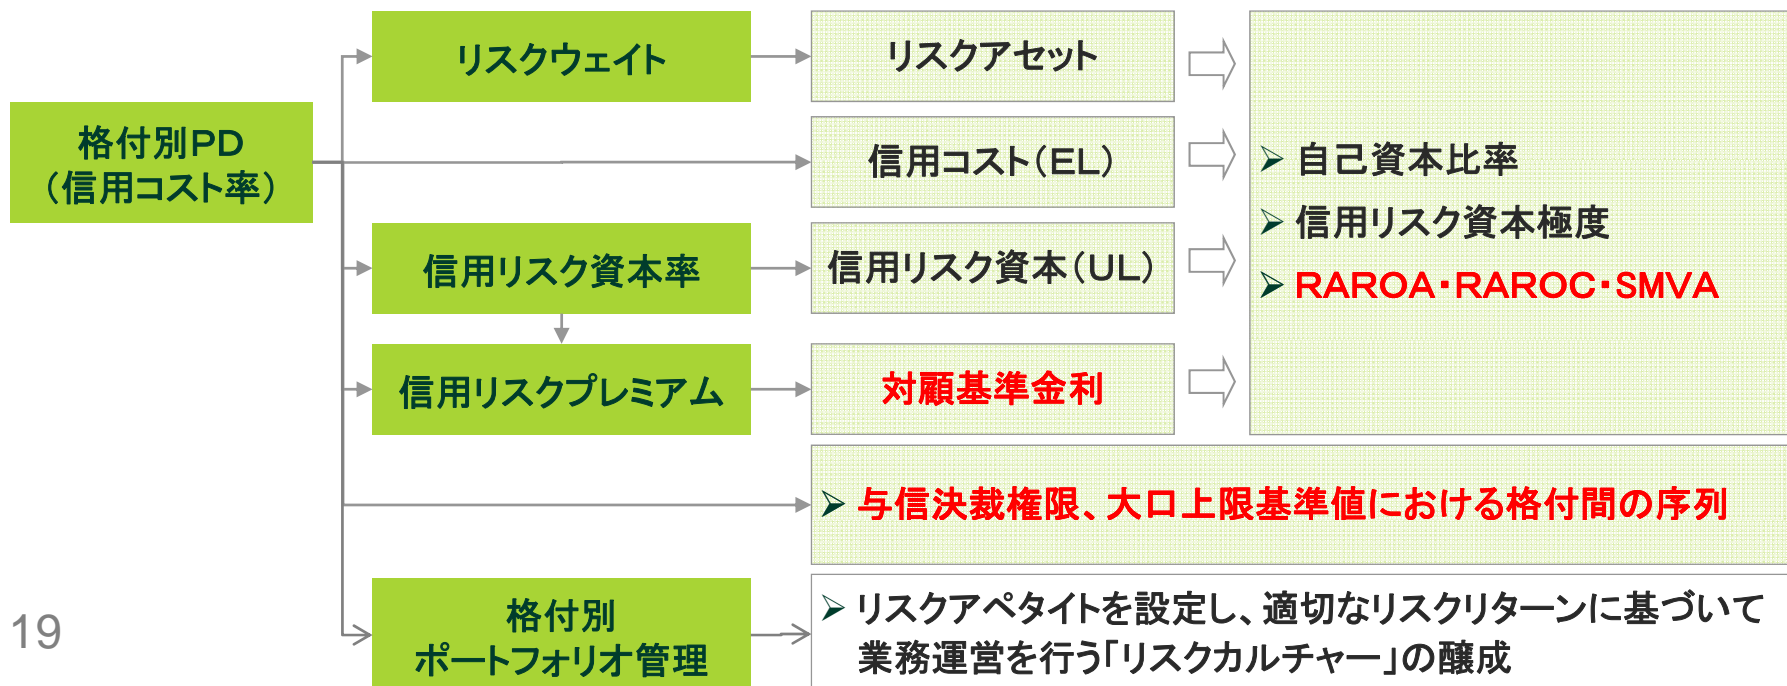 リスクウェイト
リスクアセット
格付別PD
(信用コスト率)
信用コスト(EL)
信用リスク資本率
信用リスク資本(UL)
➢ 自己資本比率
➢ 信用リスク資本極度
➢ RAROA・RAROC・SMVA
信用リスクプレミアム
対顧基準金利
➢ 与信決裁権限、大口上限基準値における格付間の序列
格付別
ポートフォリオ管理
➢ リスクアペタイトを設定し、適切なリスクリターンに基づいて
業務運営を行う「リスクカルチャー」の醸成
19